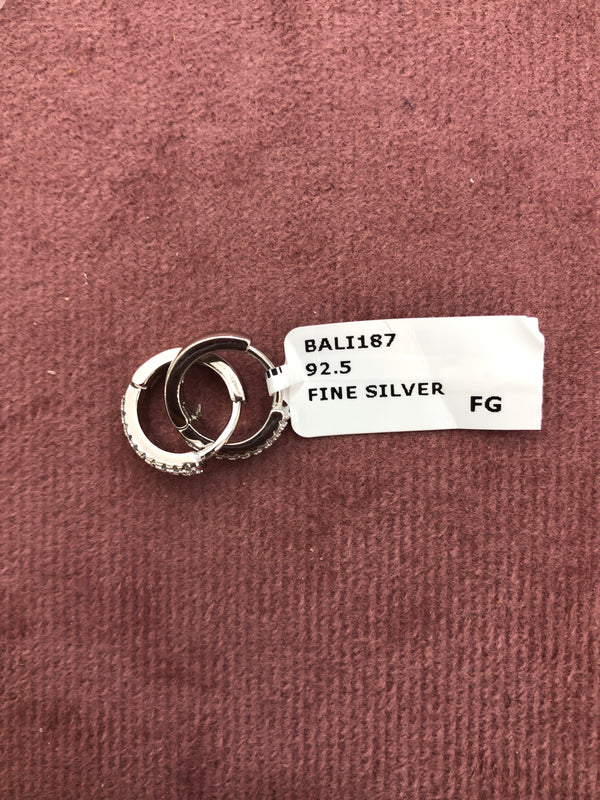 BALI187
92.5
FINE SILVER
FG